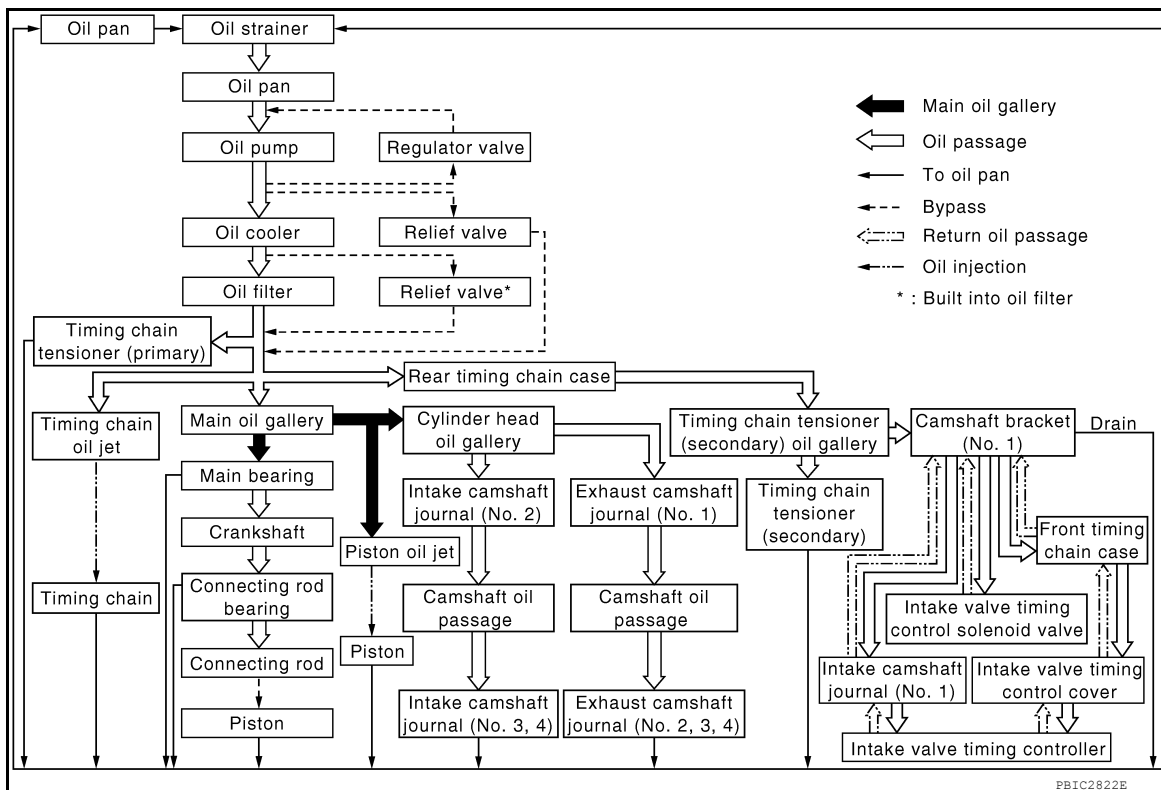 Oil pan
Oil strainer
Oil pan
Oil pump
Regulator valve
Oil cooler
Relief valve
Oil filter
Relief valve*
Main oil gallery
Oil passage
To oil pan
Bypass
Return oil passage
Oil injection
* : Built into oil filter
Timing chain
tensioner (primary)
Rear timing chain case
Timing chain
oil jet
Main oil gallery
Cylinder head
oil gallery
Timing chain tensioner
(secondary) oil gallery
Camshaft bracket
(No. 1)
Drain
Main bearing
Intake camshaft
journal (No. 2)
Exhaust camshaft
journal (No. 1)
Timing chain
tensioner
(secondary)
Crankshaft
Piston oil jet
Front timing
chain case
Timing chain
Connecting rod
bearing
Camshaft oil
passage
Camshaft oil
passage
Intake valve timing
control solenoid valve
Connecting rod
Piston
Intake camshaft
journal (No. 1)
Intake valve timing
control cover
Piston
Intake camshaft
journal (No. 3, 4)
Exhaust camshaft
journal (No. 2, 3, 4)
Intake valve timing controller
PBIC2822E